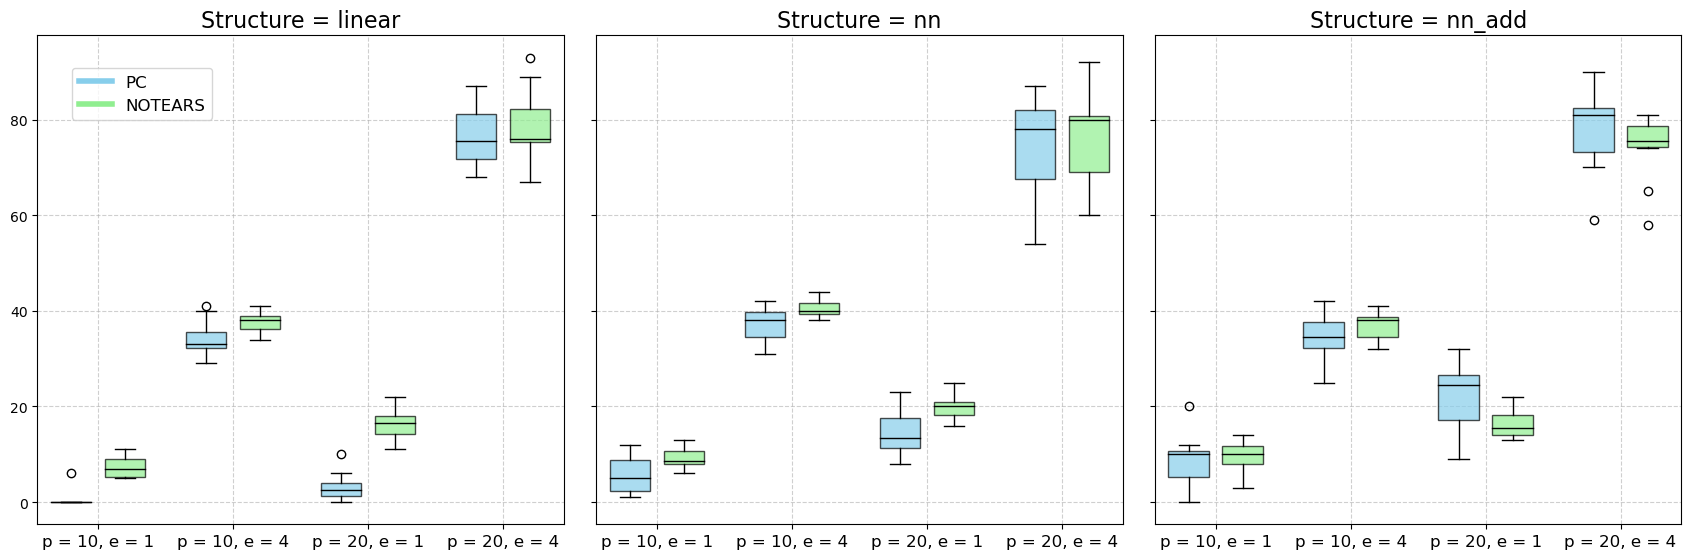 Structure = linear
Structure = nn
Structure = nn_add
PC
NOTEARS
80
60
40
20
0
p = 10, e = 1
p = 10, e = 4
p = 20, e = 1
p = 20, e = 4
p = 10, e = 1
p = 10, e = 4
p = 20, e = 1
p = 20, e = 4
p = 10, e = 1
p = 10, e = 4
p = 20, e = 1
p = 20, e = 4